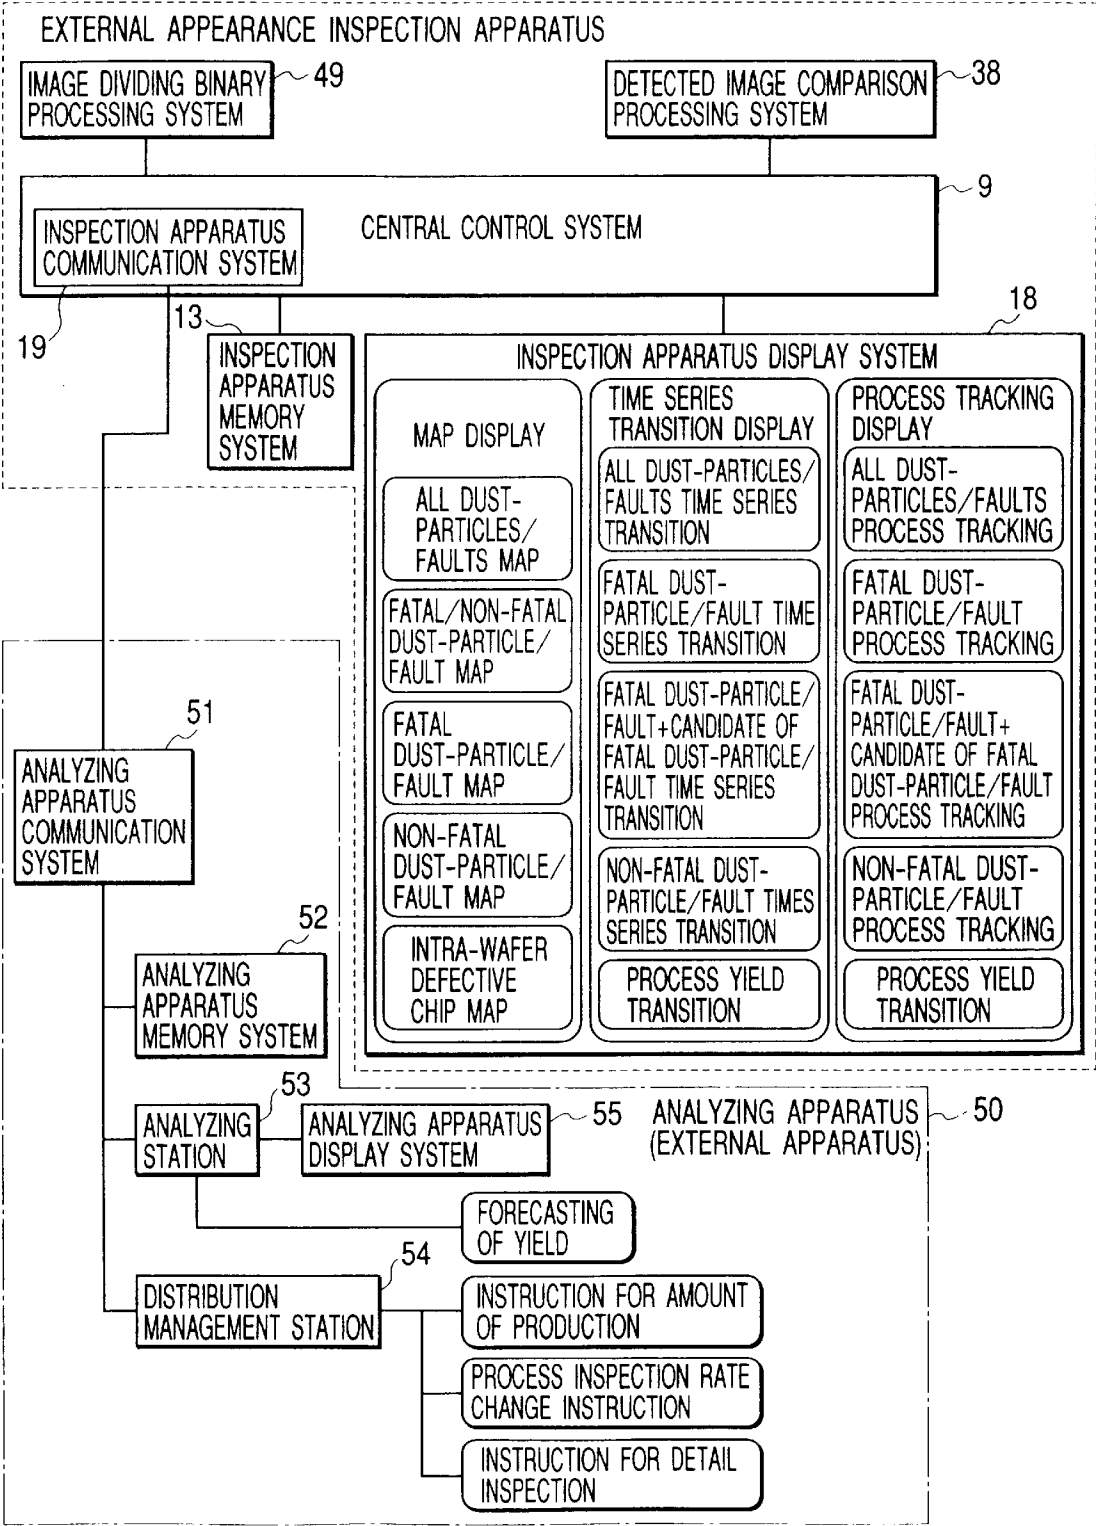 EXTERNAL APPEARANCE INSPECTION APPARATUS
IMAGE DIVIDING BINARY
PROCESSING SYSTEM
49
DETECTED IMAGE COMPARISON
PROCESSING SYSTEM
38
9
CENTRAL CONTROL SYSTEM
INSPECTION APPARATUS
COMMUNICATION SYSTEM
19
13
INSPECTION
APPARATUS
MEMORY
SYSTEM
18
INSPECTION APPARATUS DISPLAY SYSTEM
MAP DISPLAY
ALL DUST-
PARTICLES/
FAULTS MAP
FATAL/NON-FATAL
DUST-PARTICLE/
FAULT MAP
FATAL
DUST-PARTICLE/
FAULT MAP
NON-FATAL
DUST-PARTICLE/
FAULT MAP
INTRA-WAFER
DEFECTIVE
CHIP MAP
TIME SERIES
TRANSITION DISPLAY
ALL DUST-PARTICLES/
FAULTS TIME SERIES
TRANSITION
FATAL DUST-
PARTICLE/FAULT TIME
SERIES TRANSITION
FATAL DUST-PARTICLE/
FAULT+CANDIDATE OF
FATAL DUST-PARTICLE/
FAULT TIME SERIES
TRANSITION
NON-FATAL DUST-
PARTICLE/FAULT TIMES
SERIES TRANSITION
PROCESS YIELD
TRANSITION
PROCESS TRACKING
DISPLAY
ALL DUST-
PARTICLES/FAULTS
PROCESS TRACKING
FATAL DUST-
PARTICLE/FAULT
PROCESS TRACKING
FATAL DUST-
PARTICLE/FAULT+
CANDIDATE OF FATAL
DUST-PARTICLE/FAULT
PROCESS TRACKING
NON-FATAL DUST-
PARTICLE/FAULT
PROCESS TRACKING
PROCESS YIELD
TRANSITION
51
ANALYZING
APPARATUS
COMMUNICATION
SYSTEM
52
ANALYZING
APPARATUS
MEMORY SYSTEM
53
ANALYZING
STATION
55
ANALYZING APPARATUS
DISPLAY SYSTEM
ANALYZING APPARATUS
(EXTERNAL APPARATUS)
50
FORECASTING
OF YIELD
54
DISTRIBUTION
MANAGEMENT STATION
INSTRUCTION FOR AMOUNT
OF PRODUCTION
PROCESS INSPECTION RATE
CHANGE INSTRUCTION
INSTRUCTION FOR DETAIL
INSPECTION